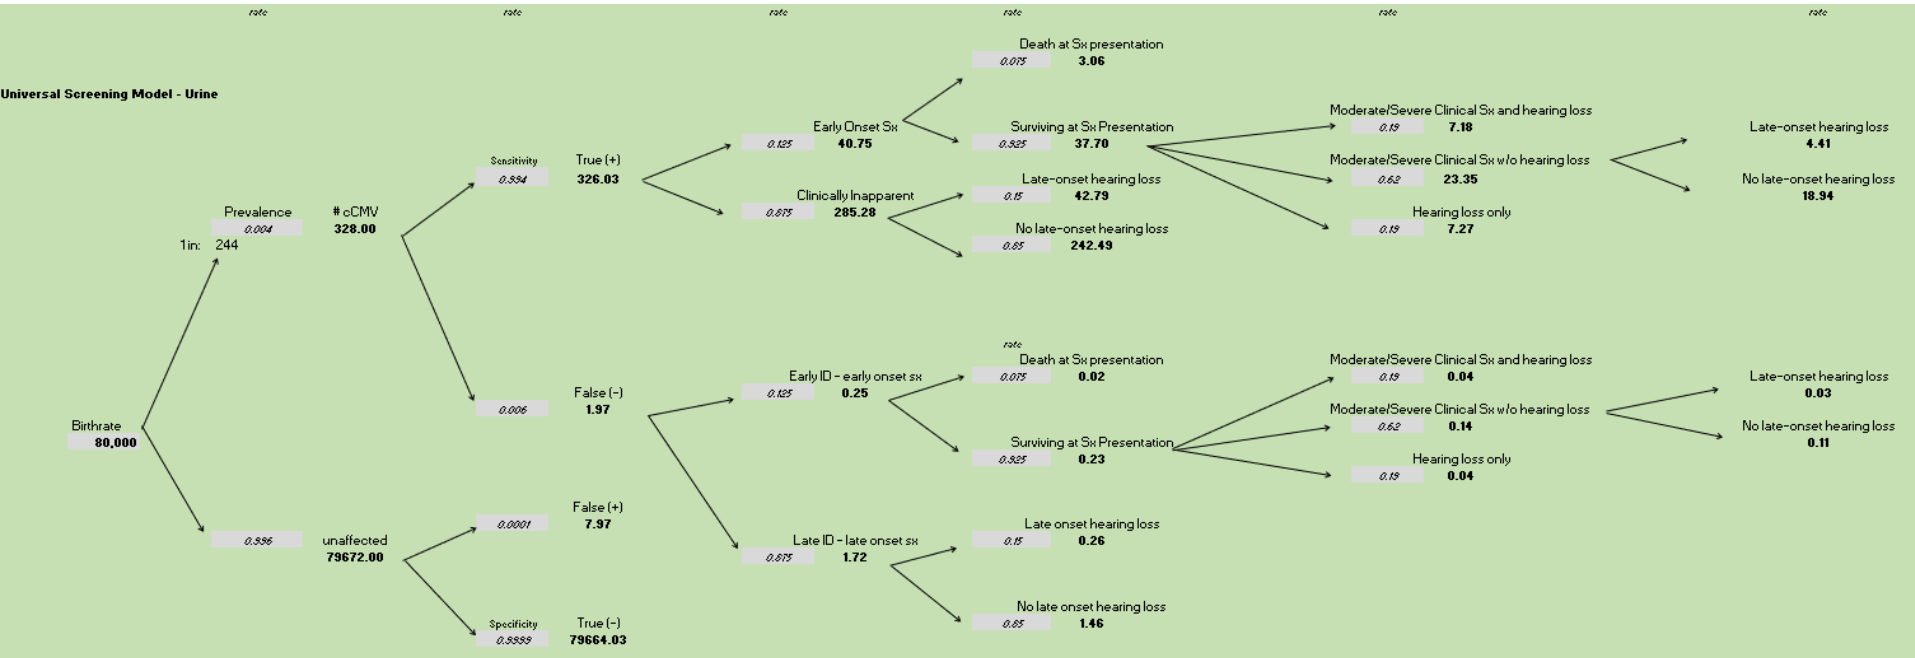 rate rate rate rate rate rate
Death at Sx presentation
0.075 3.06
Universal Screening Model - Urine
Moderate/Severe Clinical Sx and hearing loss
0.19 7.18
Early Onset Sx
0.125 40.75
Surviving at Sx Presentation
0.925 37.70
Late-onset hearing loss
4.41
Sensitivity True (+)
0.994 326.03
Moderate/Severe Clinical Sx w/o hearing loss
0.62 23.35
Late-onset hearing loss
0.15 42.79
No late-onset hearing loss
18.94
Clinically Inapparent
0.875 285.28
Prevalence # cCMV
0.004 328.00
1 in: 244
Hearing loss only
0.19 7.27
No late-onset hearing loss
0.85 242.49
rate
Death at Sx presentation
0.075 0.02
Moderate/Severe Clinical Sx and hearing loss
0.19 0.04
Early ID - early onset sx
0.125 0.25
Late-onset hearing loss
0.03
False (-)
0.006 1.97
Moderate/Severe Clinical Sx w/o hearing loss
0.62 0.14
Birthrate
80,000
No late-onset hearing loss
0.11
Surviving at Sx Presentation
0.925 0.23
Hearing loss only
0.19 0.04
False (+)
0.0001 7.97
unaffected
0.996 79672.00
Late onset hearing loss
0.15 0.26
Late ID - late onset sx
0.875 1.72
No late onset hearing loss
0.85 1.46
Specificity True (-)
0.9999 79664.03